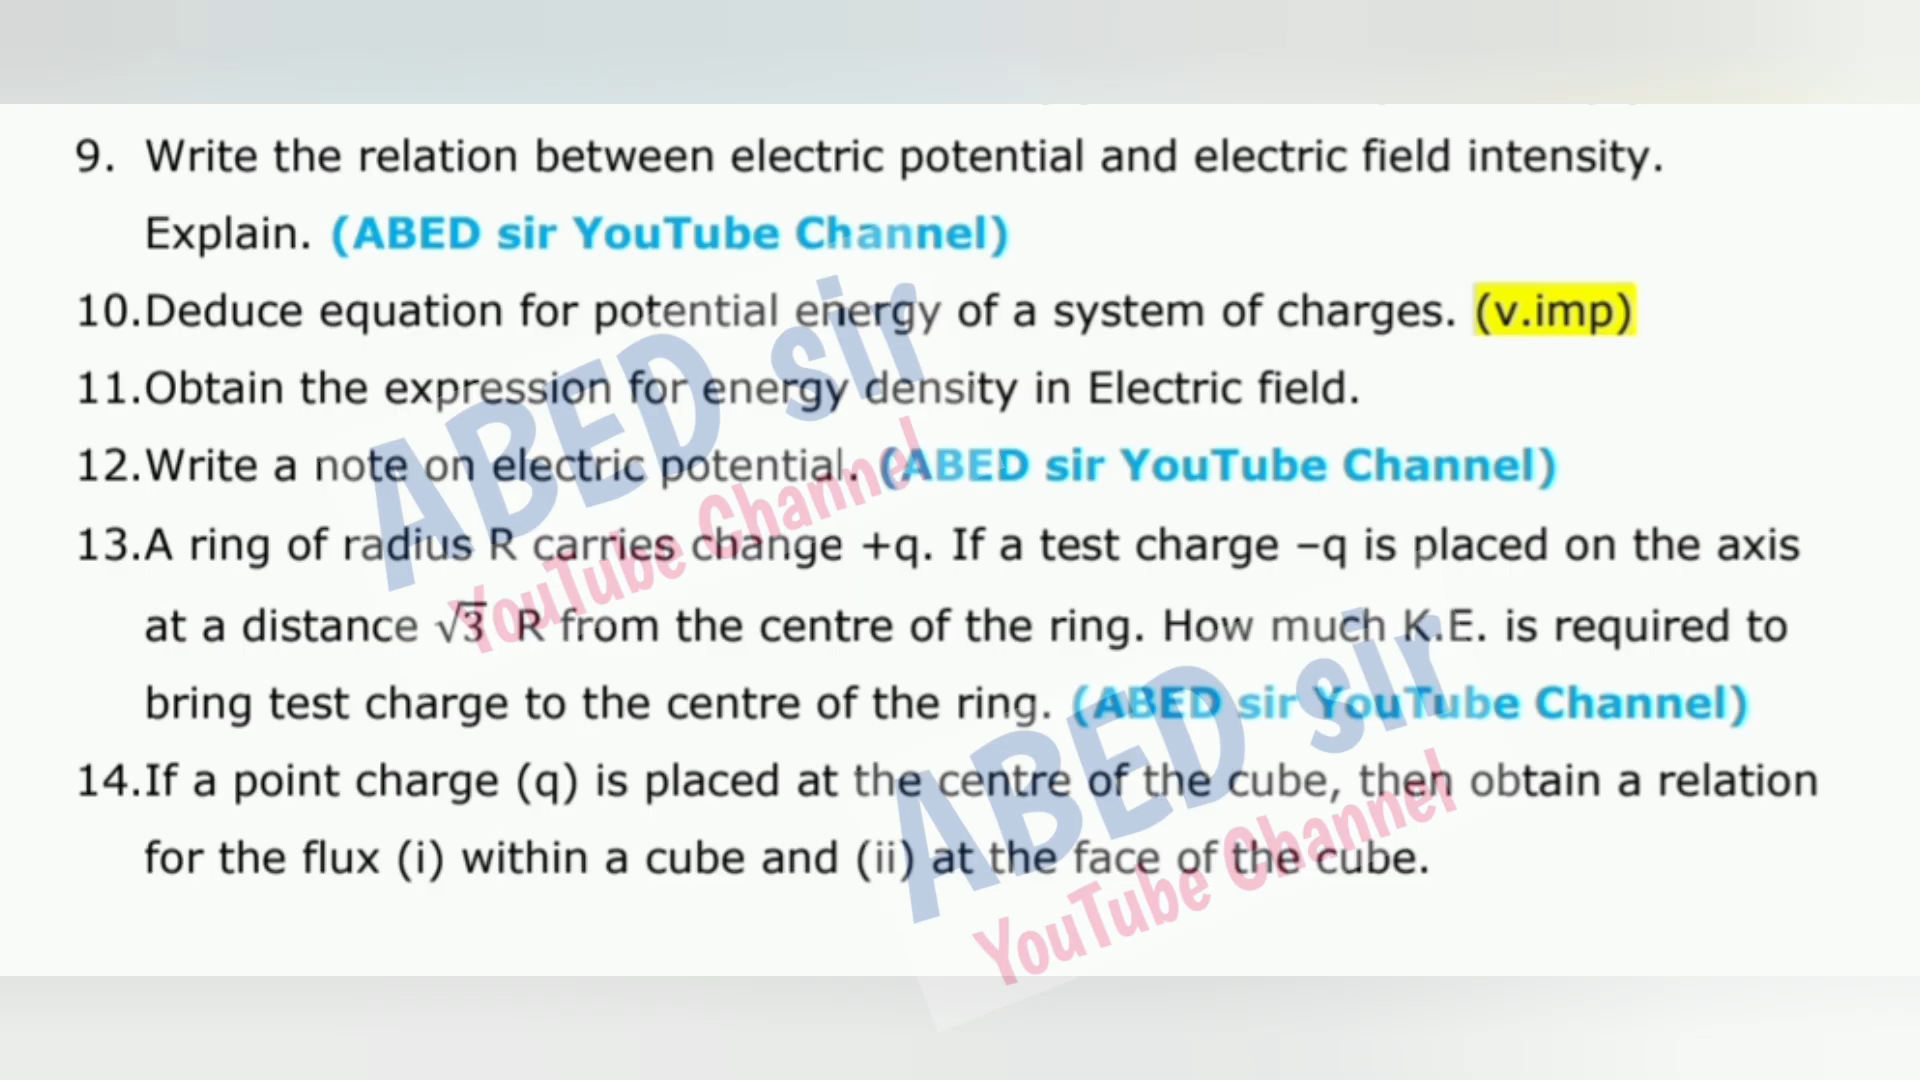 9. Write the relation between electric potential and electric field intensity.
Explain. (ABED sir YouTube Channel)
10.Deduce equation for potential energy of a system of charges. (v.imp)
11.Obtain the expression for energy density in Electric field.
12.Write a note on electric potential. (ABED sir YouTube Channel)
13.A ring of radius R carries change +q. If a test charge –q is placed on the axis
at a distance √3 R from the centre of the ring. How much K.E. is required to
bring test charge to the centre of the ring. (ABED sir YouTube Channel)
14.If a point charge (q) is placed at the centre of the cube, then obtain a relation
for the flux (i) within a cube and (ii) at the face of the cube.
ABED sir
YouTube Channel
ABED sir
YouTube Channel